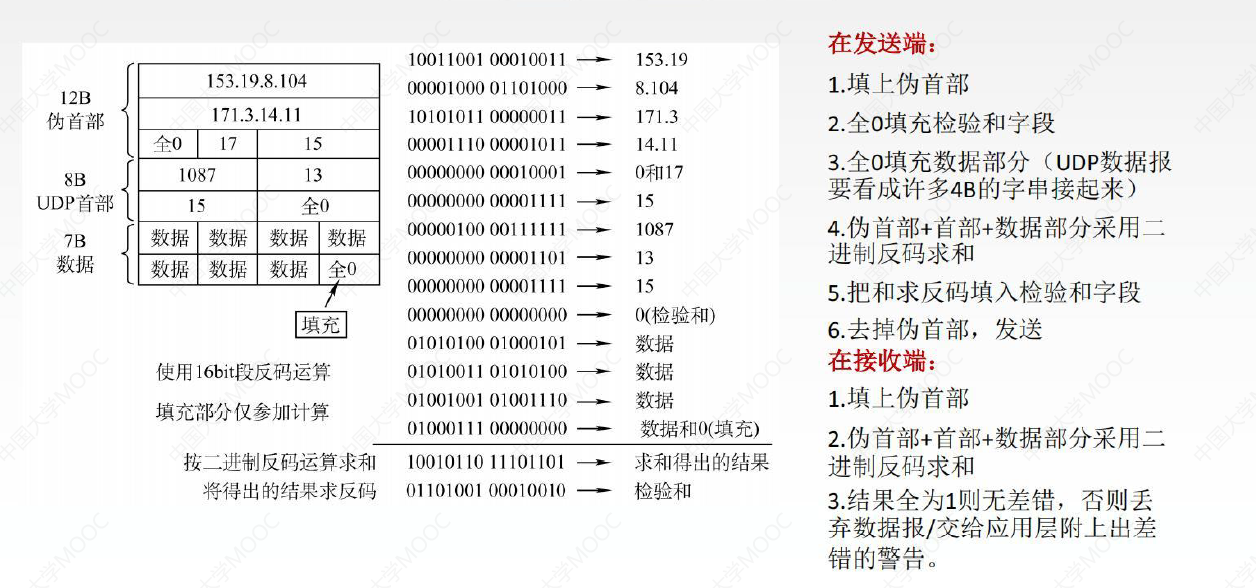 12B
伪首部
153.19.8.104
171.3.14.11
全0 17 15
8B
UDP首部
1087 13
15 全0
7B
数据
数据 数据 数据 数据
数据 数据 数据 全0
填充
使用16bit段反码运算
填充部分仅参加计算
10011001 00010011 → 153.19
00001000 01101000 → 8.104
10101011 00000011 → 171.3
00001110 00001011 → 14.11
00000000 00010001 → 0和17
00000000 00001111 → 15
00000100 00111111 → 1087
00000000 00001101 → 13
00000000 00001111 → 15
00000000 00000000 → 0(检验和)
01010100 01000101 → 数据
01010011 01010100 → 数据
01001001 01001110 → 数据
01000111 00000000 → 数据和0(填充)
按二进制反码运算求和 10010110 11101101 → 求和得出的结果
将得出的结果求反码 01101001 00010010 → 检验和
在发送端：
1.填上伪首部
2.全0填充检验和字段
3.全0填充数据部分（UDP数据报
要看成许多4B的字串接起来）
4.伪首部+首部+数据部分采用二
进制反码求和
5.把和求反码填入检验和字段
6.去掉伪首部，发送
在接收端：
1.填上伪首部
2.伪首部+首部+数据部分采用二
进制反码求和
3.结果全为1则无差错，否则丢
弃数据报/交给应用层附上出差
错的警告。
中国大学MOOC